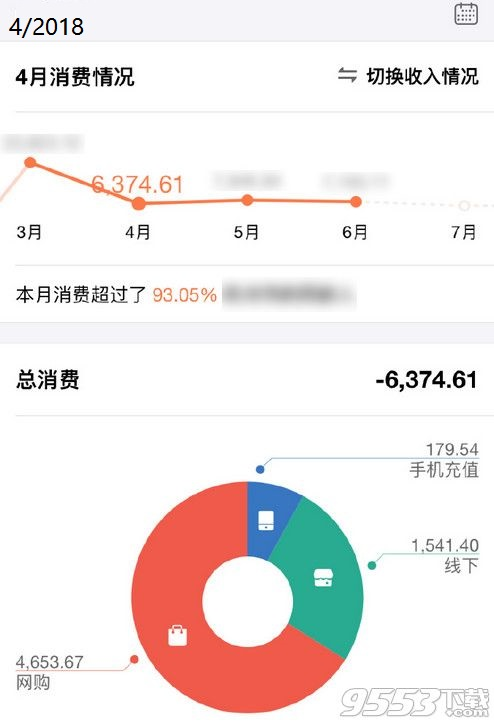 4/2018
4月消费情况
切换收入情况
6,374.61
3月
4月
5月
6月
7月
本月消费超过了 93.05%
总消费
-6,374.61
179.54
手机充值
1,541.40
线下
4,653.67
网购
9553下载
.com